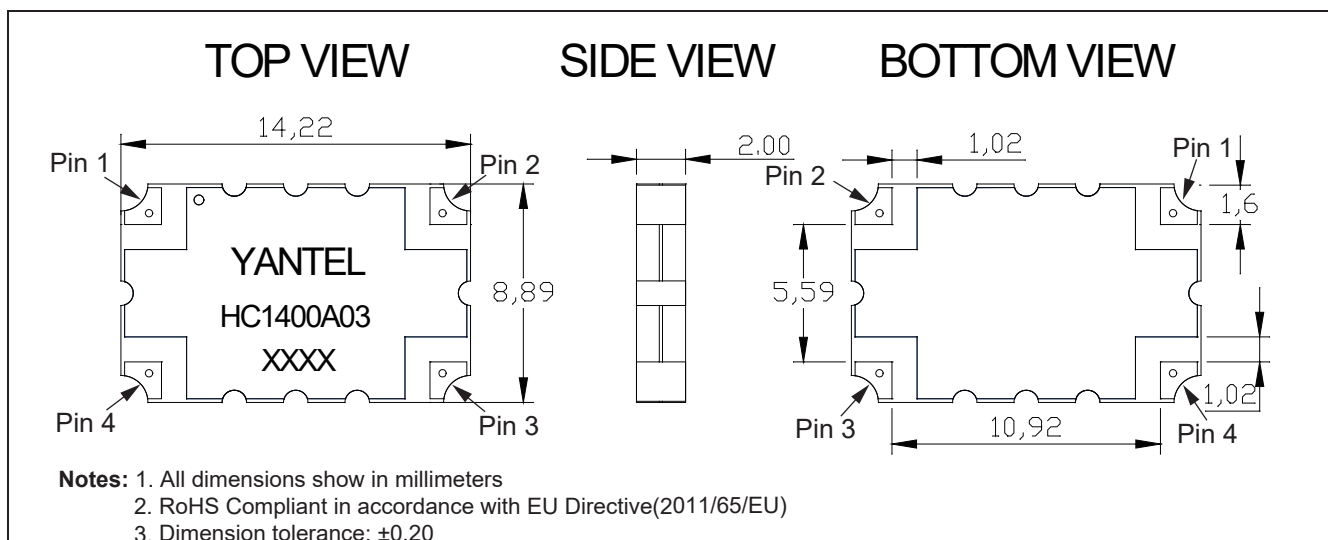 TOP VIEW
SIDE VIEW
BOTTOM VIEW
14,22
2.00
1,02
Pin 1
Pin 2
Pin 2
Pin 1
1,6
YANTEL
HC1400A03
XXXX
8,89
5,59
1,02
Pin 4
Pin 3
Pin 3
10,92
Pin 4
Notes: 1. All dimensions show in millimeters
2. RoHS Compliant in accordance with EU Directive(2011/65/EU)
3. Dimension tolerance: ±0.20